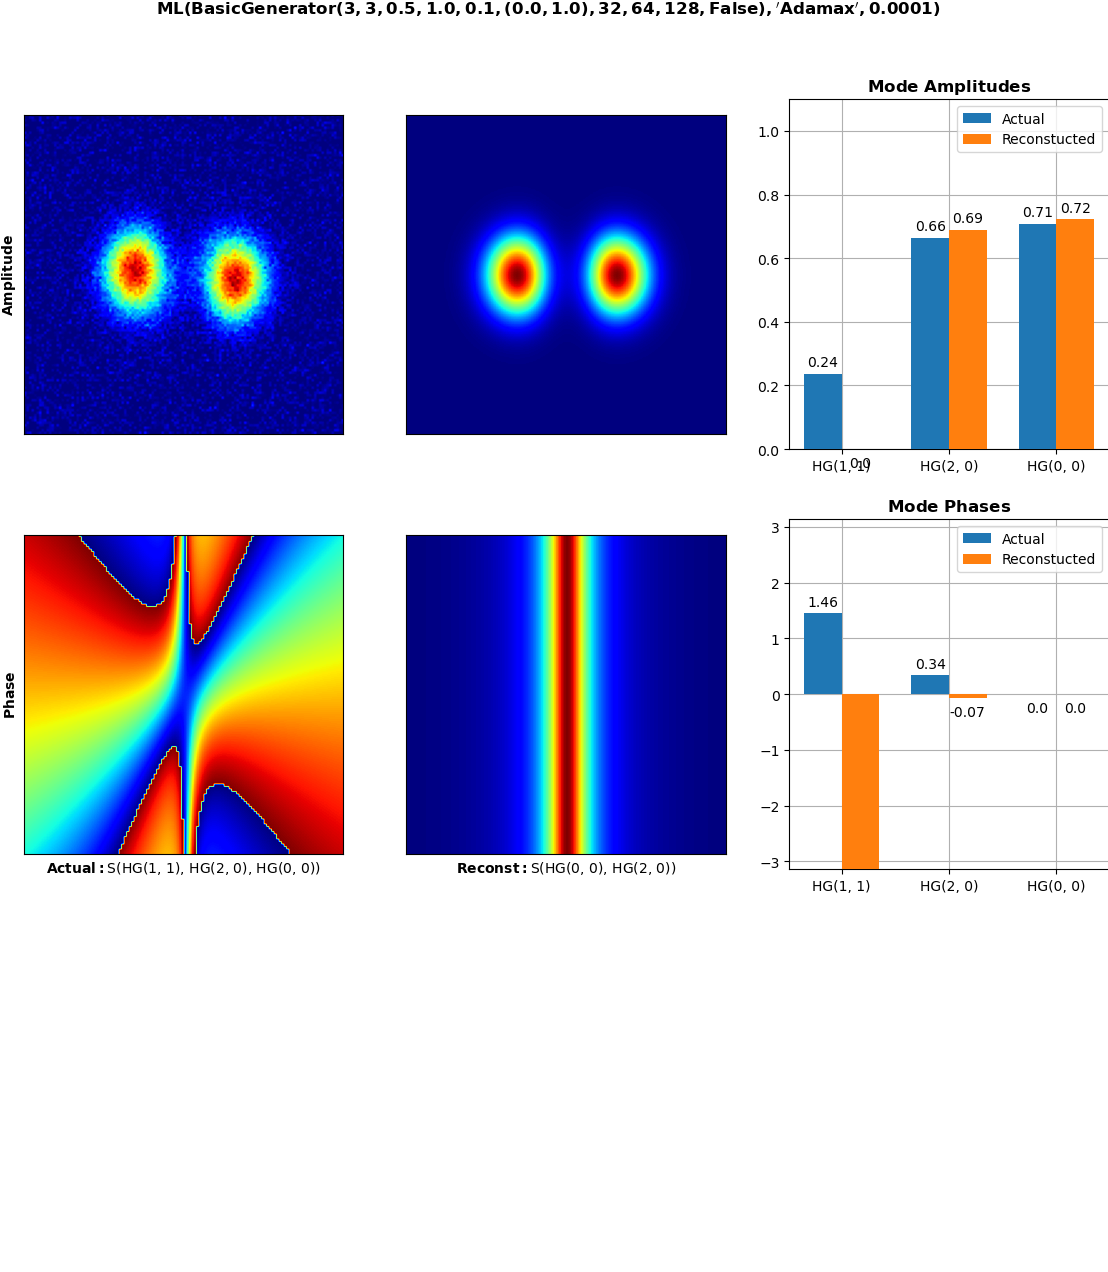 ML(BasicGenerator(3, 3, 0.5, 1.0, 0.1, (0.0, 1.0), 32, 64, 128, False), ′Adamax′, 0.0001)
Amplitude
Mode Amplitudes
Actual
Reconstucted
1.0
0.8
0.6
0.4
0.2
0.0
0.24
0.0
0.66
0.69
0.71
0.72
HG(1, 1)
HG(2, 0)
HG(0, 0)
Phase
Actual: S(HG(1, 1), HG(2, 0), HG(0, 0))
Reconst: S(HG(0, 0), HG(2, 0))
Mode Phases
Actual
Reconstucted
3
2
1
0
−1
−2
−3
1.46
0.34
-0.07
0.0
0.0
HG(1, 1)
HG(2, 0)
HG(0, 0)